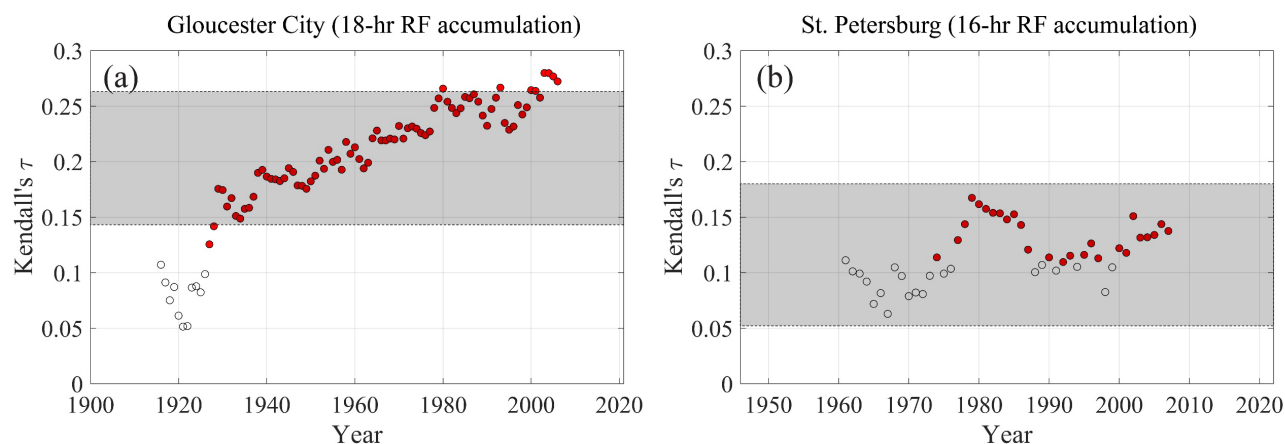 Gloucester City (18-hr RF accumulation)
(a)
Kendall's τ
0.3
0.25
0.2
0.15
0.1
0.05
0
1900 1920 1940 1960 1980 2000 2020
Year
St. Petersburg (16-hr RF accumulation)
(b)
Kendall's τ
0.3
0.25
0.2
0.15
0.1
0.05
0
1950 1960 1970 1980 1990 2000 2010 2020
Year